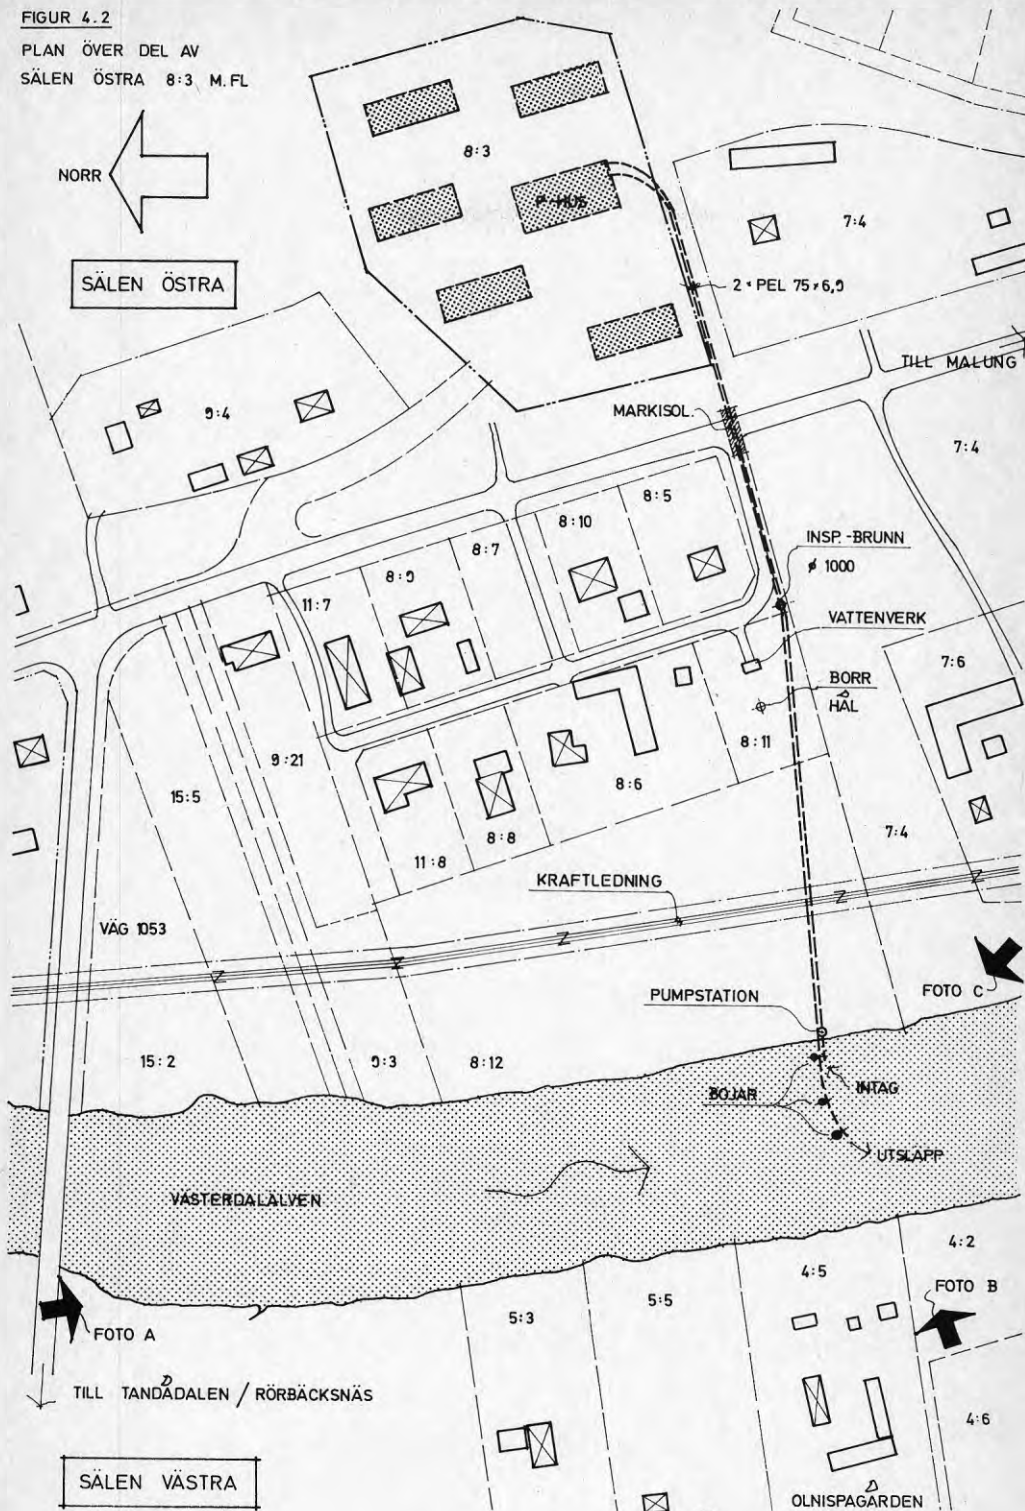 FIGUR 4.2
PLAN ÖVER DEL AV
SÄLEN ÖSTRA 8:3 M.FL
NORR
SÄLEN ÖSTRA
8:3
P-HUS
7:4
2 × PEL 75×6,9
TILL MALUNG
9:4
MARKISOL.
7:4
8:5
8:10
8:7
8:9
11:7
INSP.-BRUNN
ø 1000
VATTENVERK
BORR
HÅL
7:6
8:11
9:21
15:5
8:6
8:8
11:8
7:4
KRAFTLEDNING
VÄG 1053
PUMPSTATION
FOTO C
15:2
9:3
8:12
BOJAR
INTAG
UTSLÄPP
VÄSTERDALÄLVEN
4:2
4:5
5:5
5:3
FOTO B
FOTO A
TILL TANDÅDALEN / RÖRBÄCKSNÄS
4:6
SÄLEN VÄSTRA
OLNISPAGÅRDEN